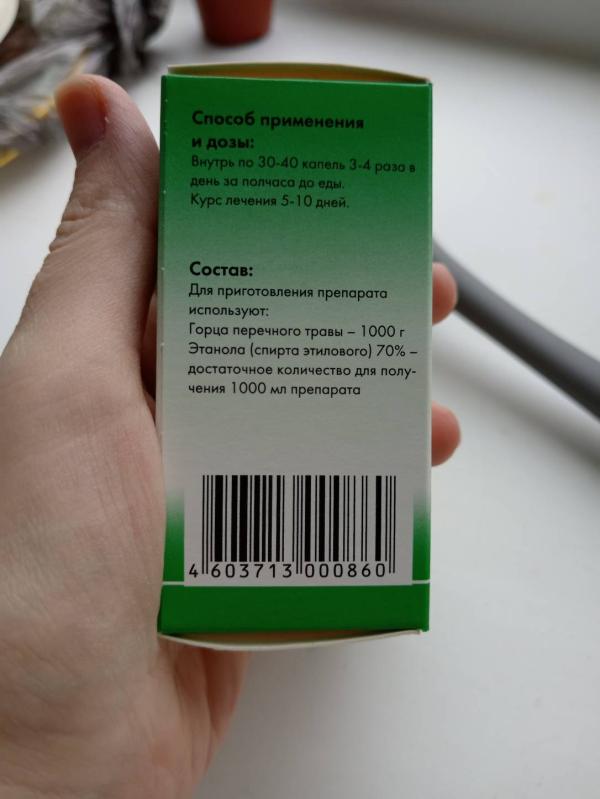 Способ применения
и дозы:
Внутрь по 30-40 капель 3-4 раза в
день за полчаса до еды.
Курс лечения 5-10 дней.
Состав:
Для приготовления препарата
используют:
Горца перечного травы – 1000 г
Этанола (спирта этилового) 70% –
достаточное количество для полу-
чения 1000 мл препарата
4 603713 000860